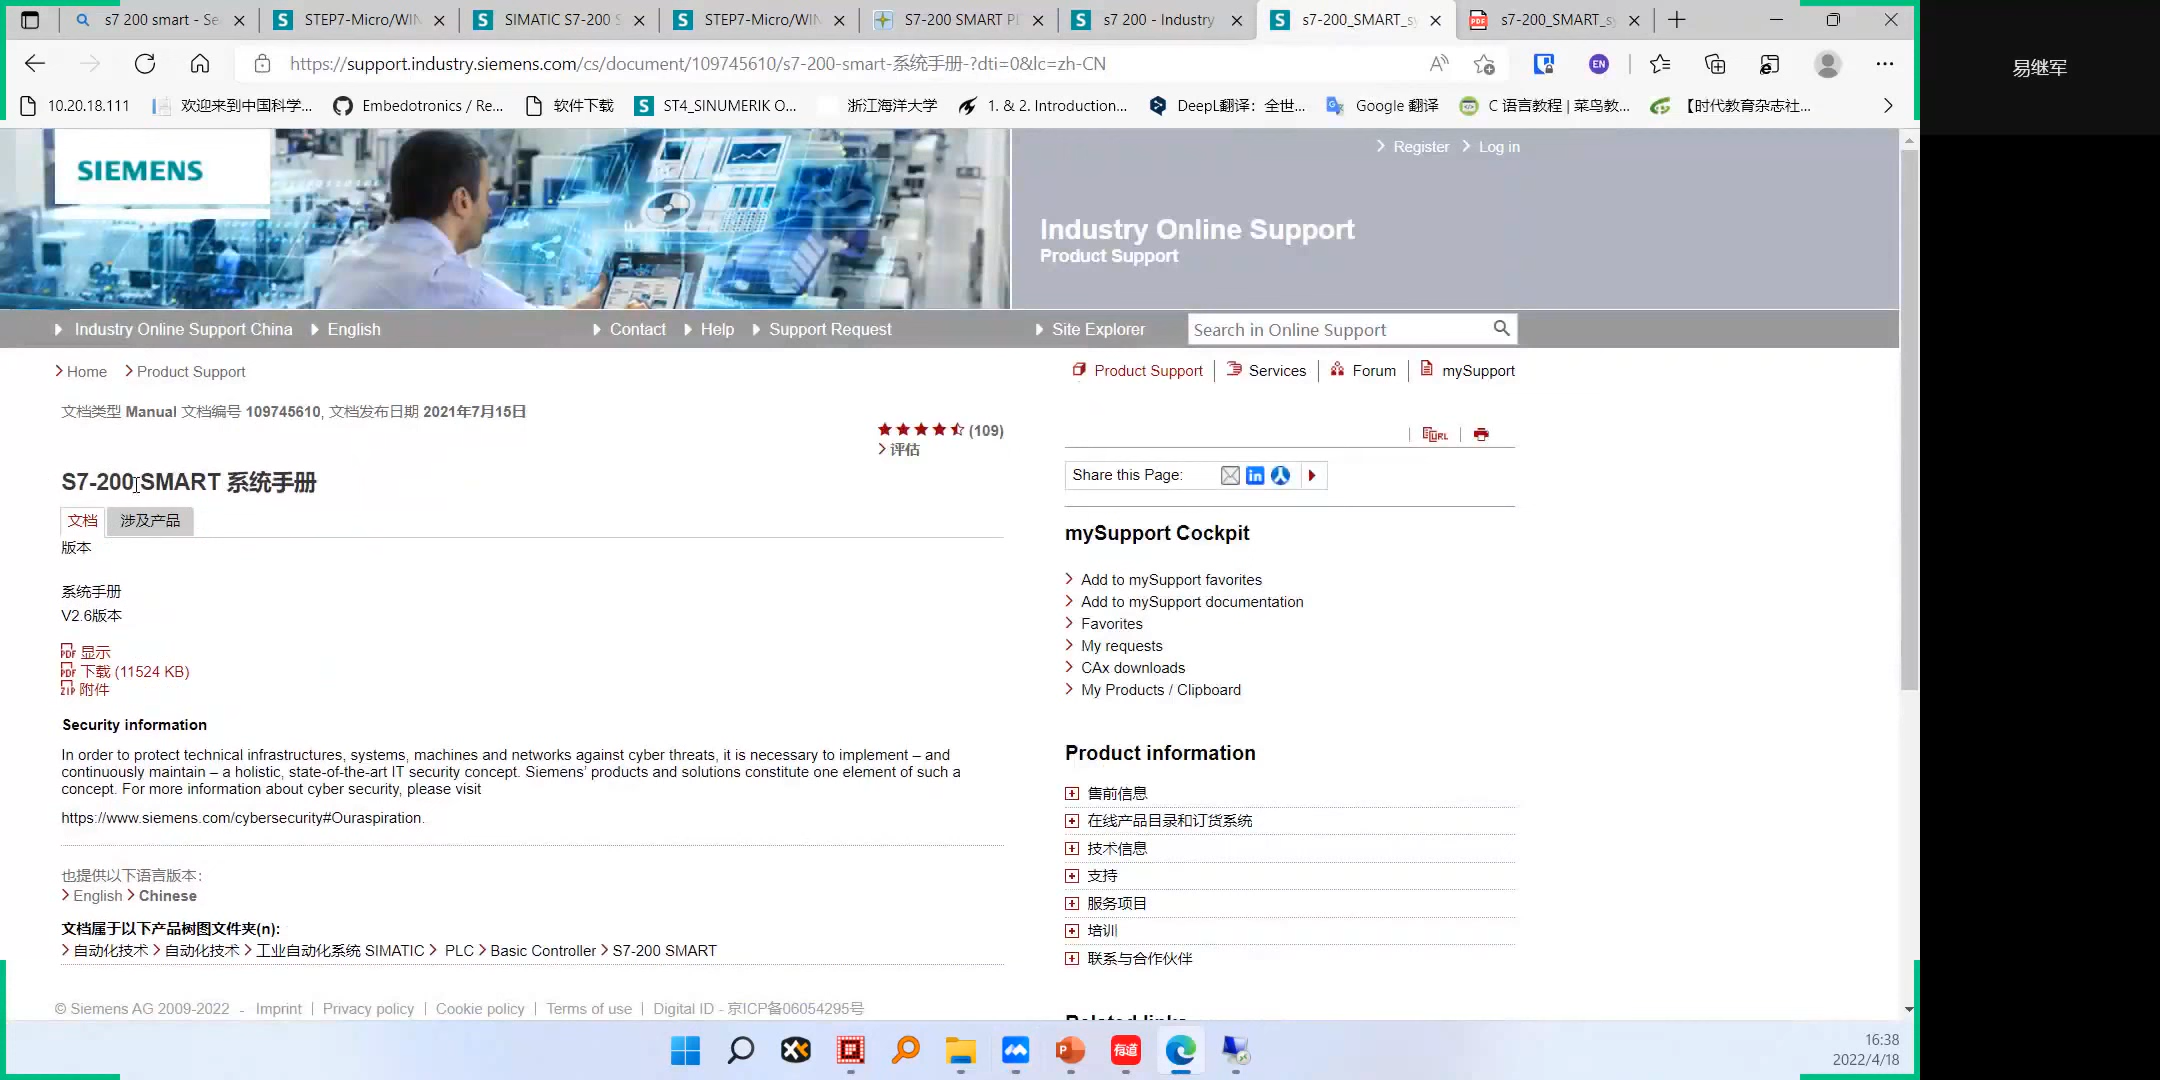 s7 200 smart - Se
STEP7-Micro/WIN
SIMATIC S7-200 S
STEP7-Micro/WIN
S7-200 SMART P
s7 200 - Industry
s7-200_SMART_sy
s7-200_SMART_sy
https://support.industry.siemens.com/cs/document/109745610/s7-200-smart-系统手册-?dti=0&lc=zh-CN
EN
10.20.18.111
欢迎来到中国科学...
Embedotronics / Re...
软件下载
ST4_SINUMERIK O...
浙江海洋大学
1. & 2. Introduction...
DeepL翻译：全世...
Google 翻译
C 语言教程 | 菜鸟教...
【时代教育杂志社...
易继军
SIEMENS
Register
Log in
Industry Online Support
Product Support
Industry Online Support China
English
Contact
Help
Support Request
Site Explorer
Search in Online Support
Home
Product Support
Product Support
Services
Forum
mySupport
文档类型 Manual 文档编号 109745610, 文档发布日期 2021年7月15日
(109)
评估
URL
S7-200 SMART 系统手册
Share this Page:
文档
涉及产品
版本
系统手册
V2.6版本
PDF 显示
PDF 下载 (11524 KB)
ZIP 附件
Security information
In order to protect technical infrastructures, systems, machines and networks against cyber threats, it is necessary to implement – and
continuously maintain – a holistic, state-of-the-art IT security concept. Siemens' products and solutions constitute one element of such a
concept. For more information about cyber security, please visit
https://www.siemens.com/cybersecurity#Ouraspiration.
也提供以下语言版本：
English
Chinese
文档属于以下产品树图文件夹(n):
自动化技术
自动化技术
工业自动化系统 SIMATIC
PLC
Basic Controller
S7-200 SMART
mySupport Cockpit
Add to mySupport favorites
Add to mySupport documentation
Favorites
My requests
CAx downloads
My Products / Clipboard
Product information
售前信息
在线产品目录和订货系统
技术信息
支持
服务项目
培训
联系与合作伙伴
Related links
© Siemens AG 2009-2022 - Imprint | Privacy policy | Cookie policy | Terms of use | Digital ID - 京ICP备06054295号
有道
16:38
2022/4/18